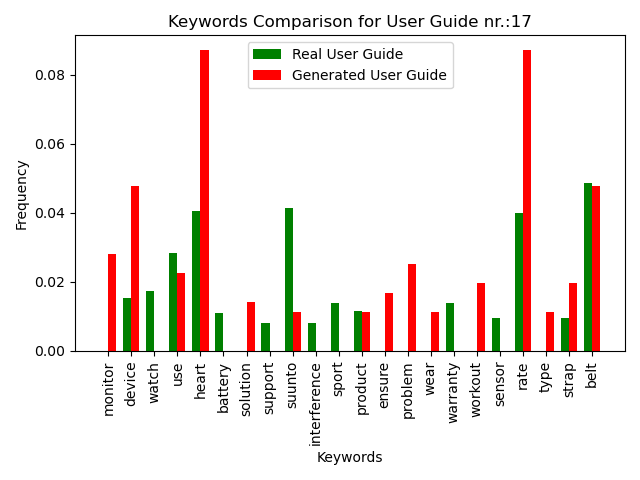 Keywords Comparison for User Guide nr.:17
Real User Guide
Generated User Guide
Frequency
0.08
0.06
0.04
0.02
0.00
monitor
device
watch
use
heart
battery
solution
support
suunto
interference
sport
product
ensure
problem
wear
warranty
workout
sensor
rate
type
strap
belt
Keywords